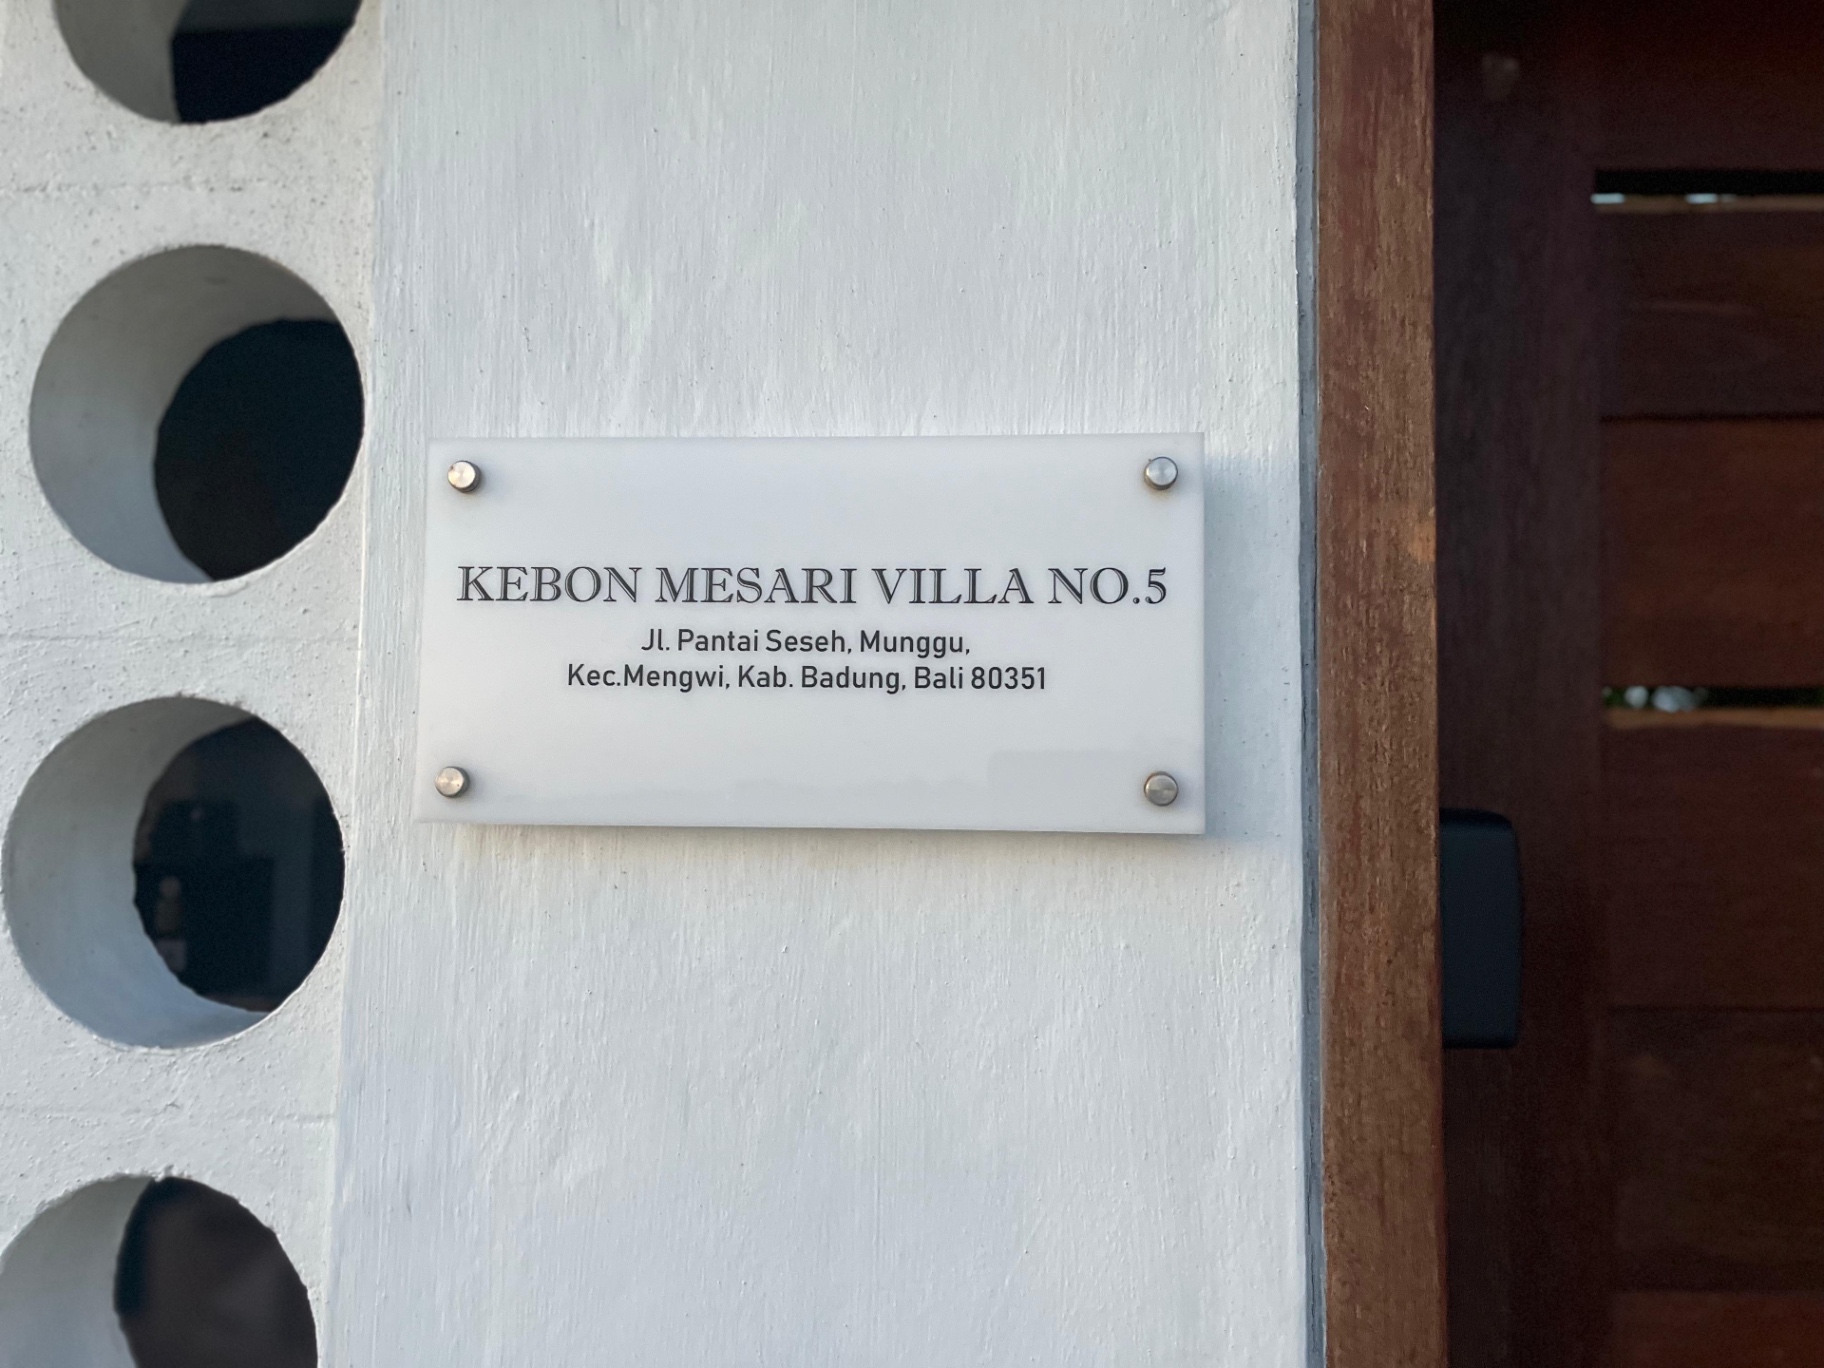 KEBON MESARI VILLA NO.5
Jl. Pantai Seseh, Munggu,
Kec.Mengwi, Kab. Badung, Bali 80351